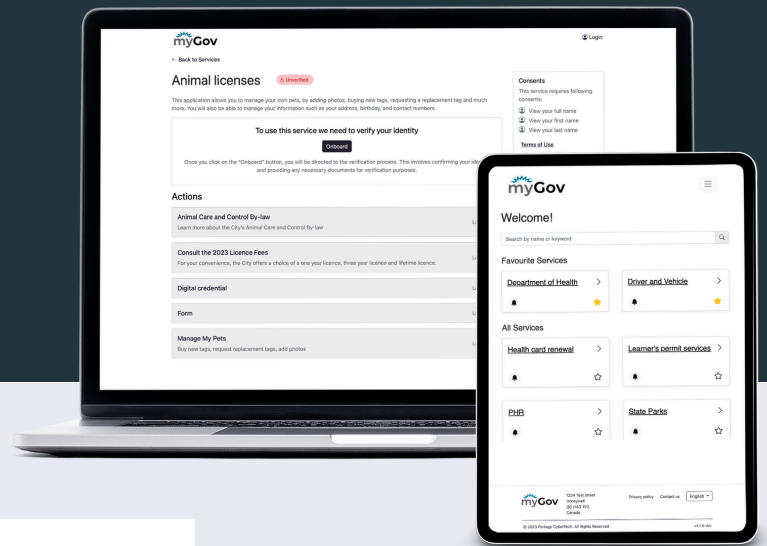 myGov
Login
← Back to Services
Animal licenses
Unverified
This application allows you to manage your own pets, by adding photos, buying new tags, requesting a replacement tag and much
more. You will also be able to manage your information such as your address, birthday, and contact numbers.
To use this service we need to verify your identity
Onboard
Once you click on the "Onboard" button, you will be directed to the verification process. This involves confirming your
and providing any necessary documents for verification purposes.
Consents
This service requires following
consents:
View your full name
View your first name
View your last name
Terms of Use
Actions
Animal Care and Control By-law
Learn more about the City's Animal Care and Control By-law
Consult the 2023 Licence Fees
For your convenience, the City offers a choice of a one year licence, three year licence and lifetime licence.
Digital credential
Form
Manage My Pets
Buy new tags, request replacement tags, add photos
myGov
Welcome!
Search by name or keyword
Favourite Services
Department of Health
Driver and Vehicle
All Services
Health card renewal
Learner's permit services
PHR
State Parks
myGov
1234 Test street
Honeywell
QC H4G 1V3
Canada
Privacy policy
Contact us
English
© 2023 Portage CyberTech. All Rights Reserved.